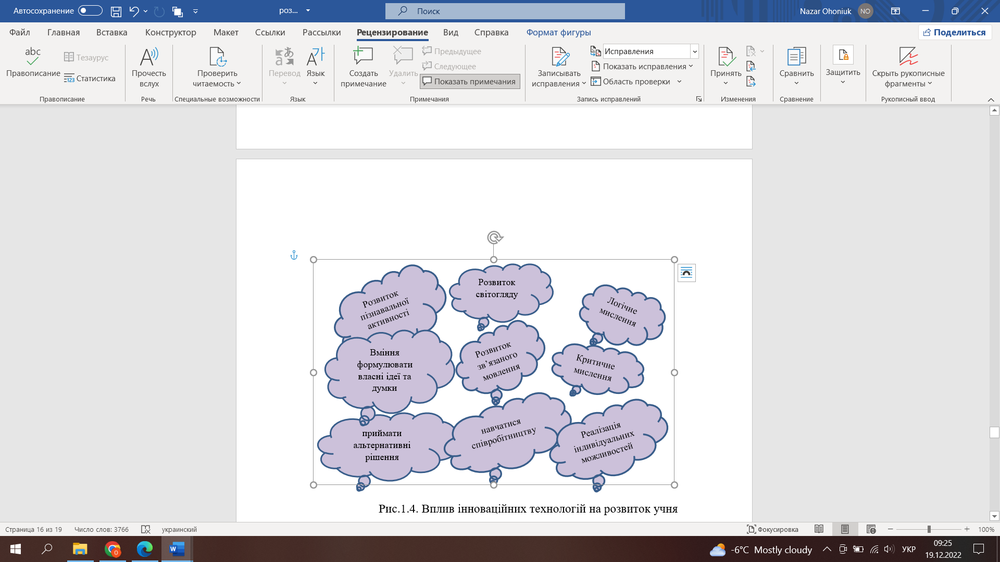 Автосохранение
роз...
Поиск
Nazar Ohoniuk
NO
Файл
Главная
Вставка
Конструктор
Макет
Ссылки
Рассылки
Рецензирование
Вид
Справка
Формат фигуры
Поделиться
abc
Правописание
Тезаурус
123
Статистика
Правописание
Прочесть
вслух
Речь
Проверить
читаемость
Специальные возможности
Перевод
Язык
Язык
Создать
примечание
Удалить
Предыдущее
Следующее
Показать примечания
Примечания
Записывать
исправления
Исправления
Показать исправления
Область проверки
Запись исправлений
Принять
Изменения
Сравнить
Сравнение
Защитить
Скрыть рукописные
фрагменты
Рукописный ввод
Розвиток
пізнавальної
активності
Розвиток
світогляду
Логічне
мислення
Вміння
формулювати
власні ідеї та
думки
Розвиток
зв’язаного
мовлення
Критичне
мислення
приймати
альтернативні
рішення
навчатися
співробітництву
Реалізація
індивідуальних
можливостей
Рис.1.4. Вплив інноваційних технологій на розвиток учня
Страница 16 из 19
Число слов: 3766
украинский
Фокусировка
100%
-6°C Mostly cloudy
УКР
09:25
19.12.2022